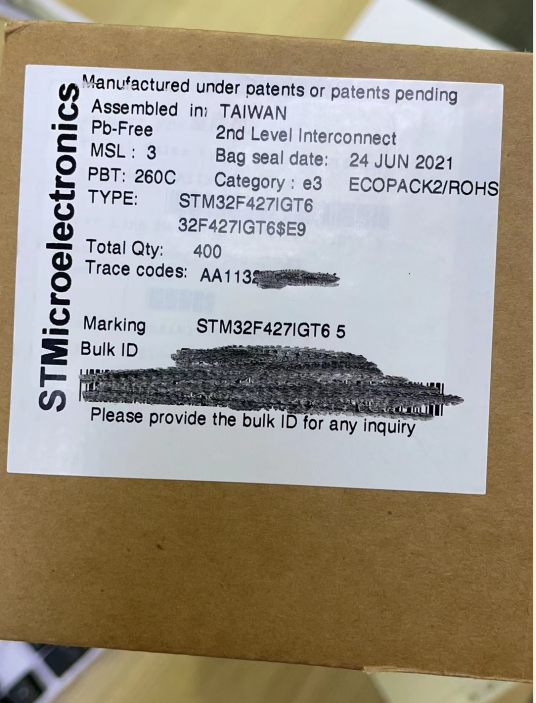 STMicroelectronics
Manufactured under patents or patents pending
Assembled in: TAIWAN
Pb-Free 2nd Level Interconnect
MSL : 3 Bag seal date: 24 JUN 2021
PBT: 260C Category : e3 ECOPACK2/ROHS
TYPE: STM32F427IGT6
32F427IGT6$E9
Total Qty: 400
Trace codes: AA113
Marking STM32F427IGT6 5
Bulk ID
Please provide the bulk ID for any inquiry